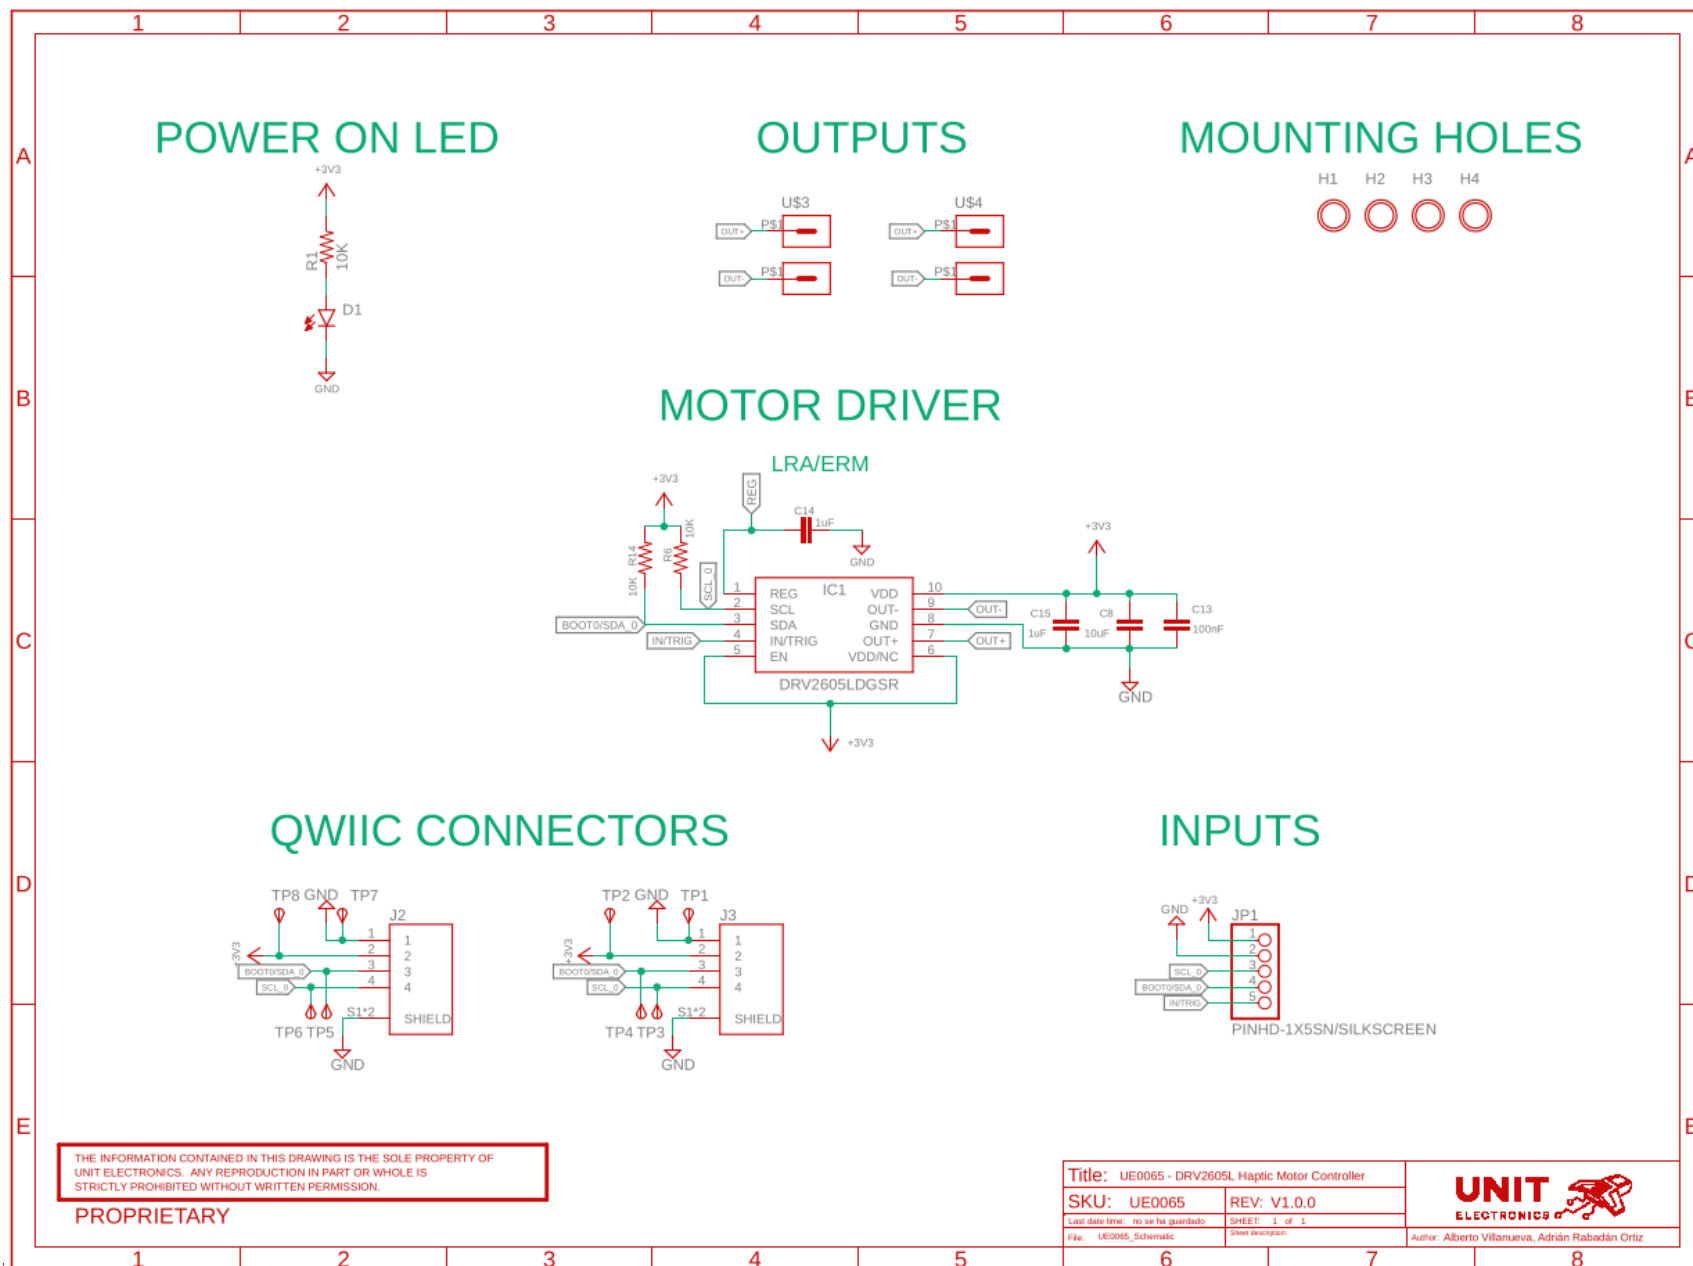 1 2 3 4 5 6 7 8
A
B
C
D
E
A
B
C
D
E
POWER ON LED
+3V3
R1
10K
D1
GND
OUTPUTS
U$3
OUT+ P$1
OUT- P$1
U$4
OUT+ P$1
OUT- P$1
MOUNTING HOLES
H1 H2 H3 H4
MOTOR DRIVER
LRA/ERM
+3V3
REG
C14
1uF
GND
R14
10K
R6
10K
SCL_0
BOOT0/SDA_0
IN/TRIG
IC1
1 REG VDD 10
2 SCL OUT- 9
3 SDA GND 8
4 IN/TRIG OUT+ 7
5 EN VDD/NC 6
DRV2605LDGSR
OUT-
OUT+
+3V3
+3V3
C15
1uF
C8
10uF
C13
100nF
GND
QWIIC CONNECTORS
TP8 GND TP7
J2
+3V3
BOOT0/SDA_0
SCL_0
1 1
2 2
3 3
4 4
S1*2 SHIELD
TP6 TP5
GND
TP2 GND TP1
J3
+3V3
BOOT0/SDA_0
SCL_0
1 1
2 2
3 3
4 4
S1*2 SHIELD
TP4 TP3
GND
INPUTS
GND +3V3
JP1
1
2
SCL_0 3
BOOT0/SDA_0 4
IN/TRIG 5
PINHD-1X5SN/SILKSCREEN
THE INFORMATION CONTAINED IN THIS DRAWING IS THE SOLE PROPERTY OF
UNIT ELECTRONICS. ANY REPRODUCTION IN PART OR WHOLE IS
STRICTLY PROHIBITED WITHOUT WRITTEN PERMISSION.
PROPRIETARY
Title: UE0065 - DRV2605L Haptic Motor Controller
SKU: UE0065
REV: V1.0.0
Last date time: no se ha guardado
SHEET: 1 of 1
File: UE0065_Schematic
Sheet description:
UNIT
ELECTRONICS
Author: Alberto Villanueva, Adrián Rabadán Ortiz
1 2 3 4 5 6 7 8